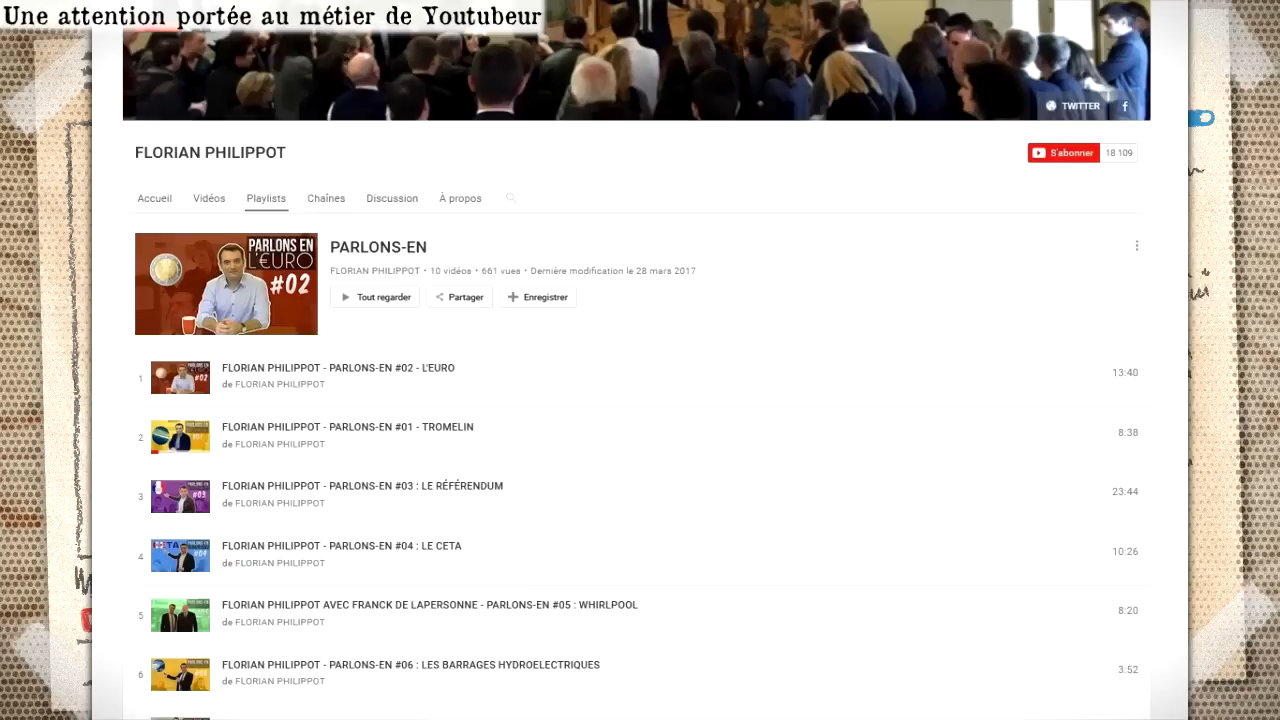 Une attention portée au métier de Youtubeur
TWITTER
f
FLORIAN PHILIPPOT
S'abonner 18 109
Accueil Vidéos Playlists Chaînes Discussion À propos
PARLONS EN
L'EURO
#02
PARLONS-EN
FLORIAN PHILIPPOT • 10 vidéos • 661 vues • Dernière modification le 28 mars 2017
Tout regarder Partager Enregistrer
1 #02 FLORIAN PHILIPPOT - PARLONS-EN #02 - L'EURO 13:40
de FLORIAN PHILIPPOT
2 FLORIAN PHILIPPOT - PARLONS-EN #01 - TROMELIN 8:38
de FLORIAN PHILIPPOT
3 #03 FLORIAN PHILIPPOT - PARLONS-EN #03 : LE RÉFÉRENDUM 23:44
de FLORIAN PHILIPPOT
4 #04 FLORIAN PHILIPPOT - PARLONS-EN #04 : LE CETA 10:26
de FLORIAN PHILIPPOT
5 FLORIAN PHILIPPOT AVEC FRANCK DE LAPERSONNE - PARLONS-EN #05 : WHIRLPOOL 8:20
de FLORIAN PHILIPPOT
6 FLORIAN PHILIPPOT - PARLONS-EN #06 : LES BARRAGES HYDROELECTRIQUES 3:52
de FLORIAN PHILIPPOT